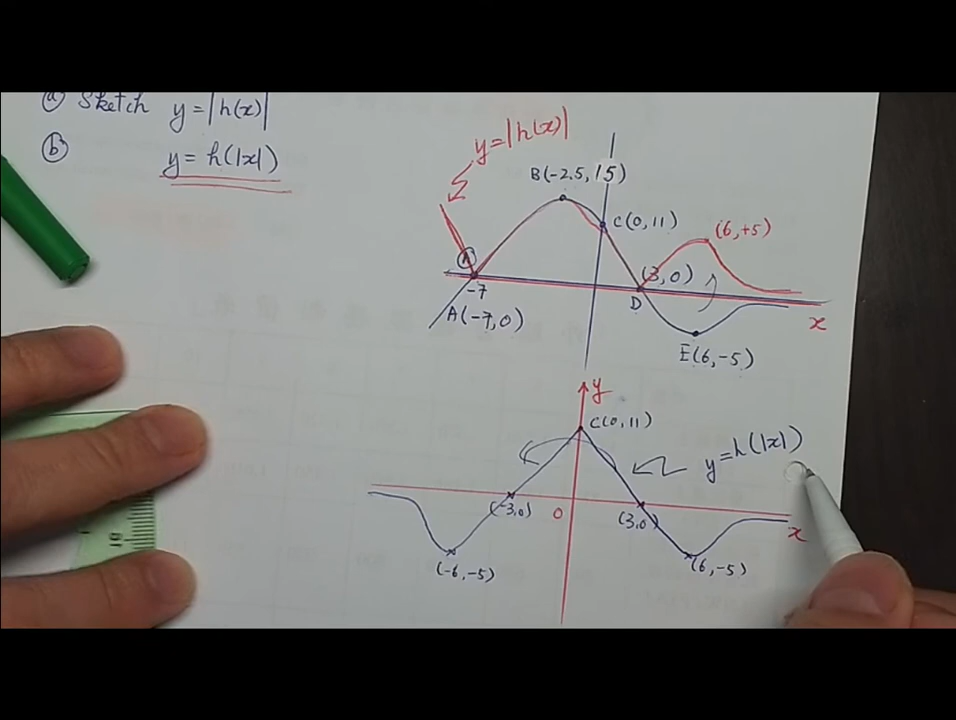 (a) Sketch y=|h(x)|
(b) y=h(|x|)
y=|h(x)|
B(-2.5, 15)
C(0, 11)
(6,+5)
A
(3, 0)
-7
D
A(-7, 0)
x
E(6,-5)
y
C(0, 11)
y=h(|x|)
(-3,0)
0
(3,0)
x
(-6,-5)
(6,-5)